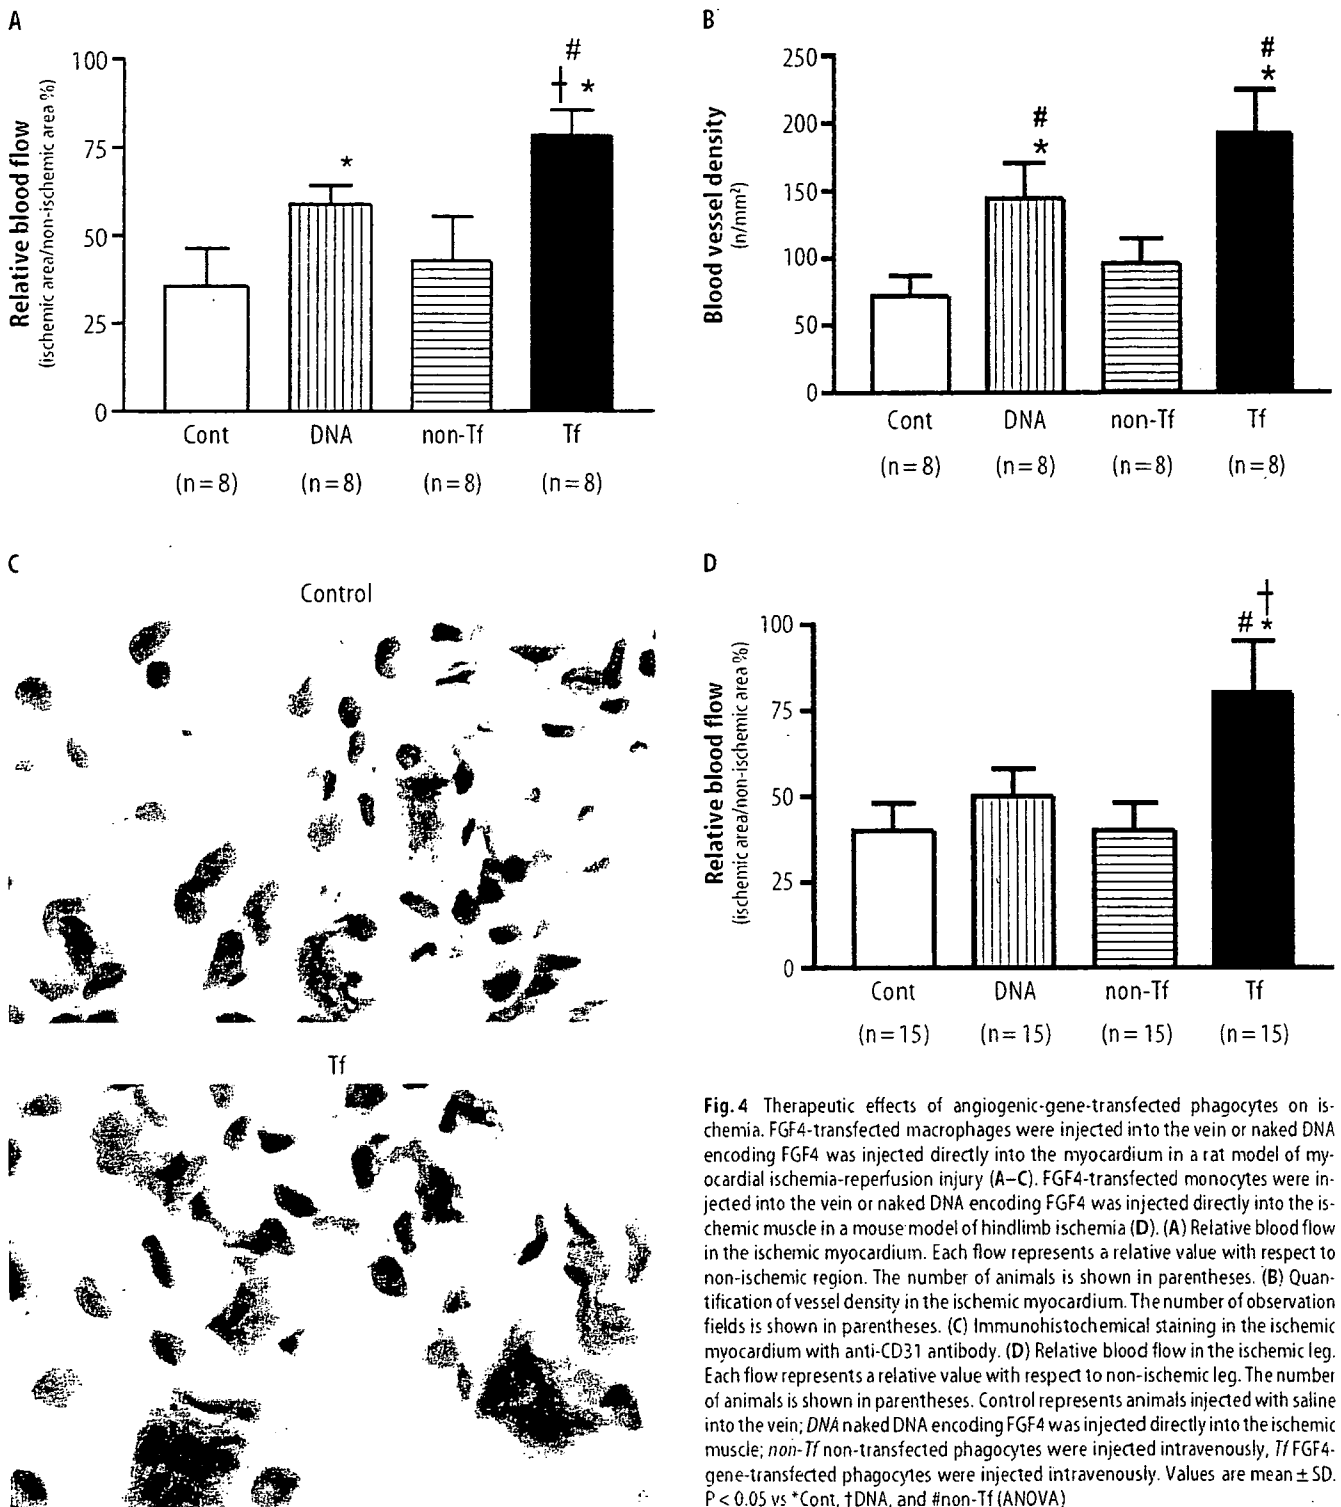 A
Relative blood flow
(ischemic area/non-ischemic area %)
100
75
50
25
0
*
#
† *
Cont
DNA
non-Tf
Tf
(n=8)
(n=8)
(n=8)
(n=8)
B
Blood vessel density
(n/mm²)
250
200
150
100
50
0
#
*
#
*
Cont
DNA
non-Tf
Tf
(n=8)
(n=8)
(n=8)
(n=8)
C
Control
Tf
D
Relative blood flow
(ischemic area/non-ischemic area %)
100
75
50
25
0
†
# *
Cont
DNA
non-Tf
Tf
(n=15)
(n=15)
(n=15)
(n=15)
Fig. 4 Therapeutic effects of angiogenic-gene-transfected phagocytes on is-
chemia. FGF4-transfected macrophages were injected into the vein or naked DNA
encoding FGF4 was injected directly into the myocardium in a rat model of my-
ocardial ischemia-reperfusion injury (A–C). FGF4-transfected monocytes were in-
jected into the vein or naked DNA encoding FGF4 was injected directly into the is-
chemic muscle in a mouse model of hindlimb ischemia (D). (A) Relative blood flow
in the ischemic myocardium. Each flow represents a relative value with respect to
non-ischemic region. The number of animals is shown in parentheses. (B) Quan-
tification of vessel density in the ischemic myocardium. The number of observation
fields is shown in parentheses. (C) Immunohistochemical staining in the ischemic
myocardium with anti-CD31 antibody. (D) Relative blood flow in the ischemic leg.
Each flow represents a relative value with respect to non-ischemic leg. The number
of animals is shown in parentheses. Control represents animals injected with saline
into the vein; DNA naked DNA encoding FGF4 was injected directly into the ischemic
muscle; non-Tf non-transfected phagocytes were injected intravenously, Tf FGF4-
gene-transfected phagocytes were injected intravenously. Values are mean ± SD.
P < 0.05 vs *Cont, †DNA, and #non-Tf (ANOVA)